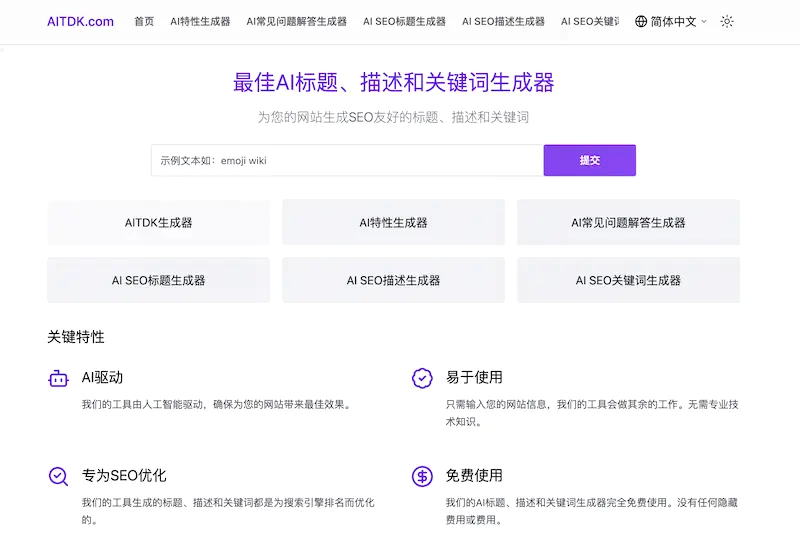 AITDK.com 首页 AI特性生成器 AI常见问题解答生成器 AI SEO标题生成器 AI SEO描述生成器 AI SEO关键 简体中文
最佳AI标题、描述和关键词生成器
为您的网站生成SEO友好的标题、描述和关键词
示例文本如：emoji wiki 提交
AITDK生成器 AI特性生成器 AI常见问题解答生成器
AI SEO标题生成器 AI SEO描述生成器 AI SEO关键词生成器
关键特性
AI驱动
我们的工具由人工智能驱动，确保为您的网站带来最佳效果。
易于使用
只需输入您的网站信息，我们的工具会做其余的工作。无需专业技
术知识。
专为SEO优化
我们的工具生成的标题、描述和关键词都是为搜索引擎排名而优化
的。
免费使用
我们的AI标题、描述和关键词生成器完全免费使用。没有任何隐藏
费用或费用。